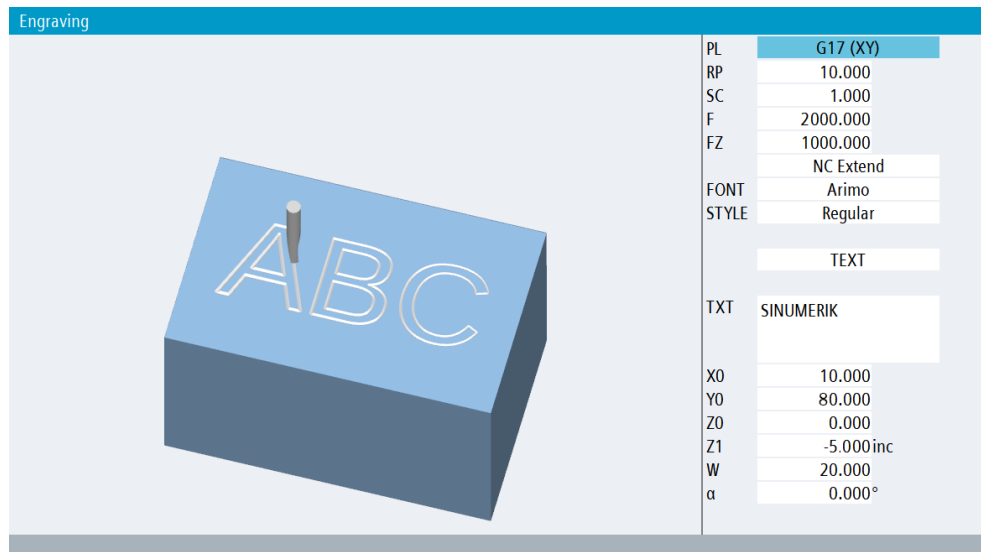 Engraving
PL G17 (XY)
RP 10.000
SC 1.000
F 2000.000
FZ 1000.000
NC Extend
FONT Arimo
STYLE Regular
TEXT
TXT SINUMERIK
X0 10.000
Y0 80.000
Z0 0.000
Z1 -5.000 inc
W 20.000
α 0.000°
ABC